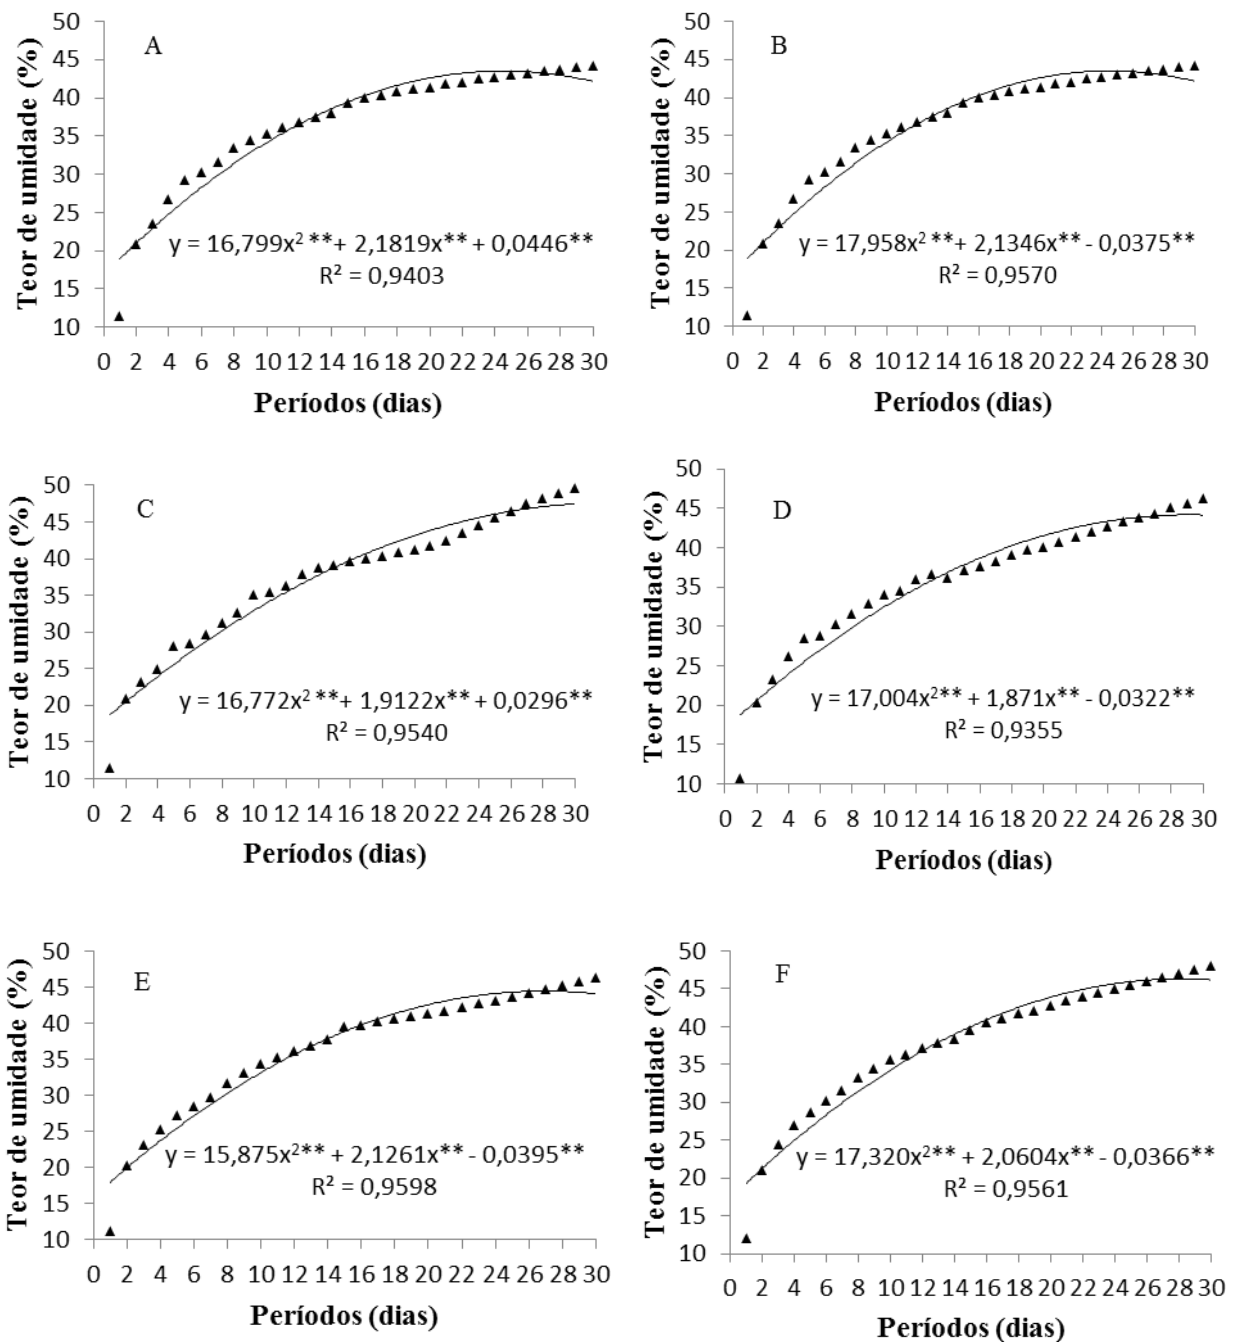 A
Teor de umidade (%)
50
45
40
35
30
25
20
15
10
y = 16,799x² ** + 2,1819x** + 0,0446**
R² = 0,9403
0 2 4 6 8 10 12 14 16 18 20 22 24 26 28 30
Períodos (dias)
B
Teor de umidade (%)
50
45
40
35
30
25
20
15
10
y = 17,958x² ** + 2,1346x** - 0,0375**
R² = 0,9570
0 2 4 6 8 10 12 14 16 18 20 22 24 26 28 30
Períodos (dias)
C
Teor de umidade (%)
50
45
40
35
30
25
20
15
10
y = 16,772x² ** + 1,9122x** + 0,0296**
R² = 0,9540
0 2 4 6 8 10 12 14 16 18 20 22 24 26 28 30
Períodos (dias)
D
Teor de umidade (%)
50
45
40
35
30
25
20
15
10
y = 17,004x²** + 1,871x** - 0,0322**
R² = 0,9355
0 2 4 6 8 10 12 14 16 18 20 22 24 26 28 30
Períodos (dias)
E
Teor de umidade (%)
50
45
40
35
30
25
20
15
10
y = 15,875x²** + 2,1261x** - 0,0395**
R² = 0,9598
0 2 4 6 8 10 12 14 16 18 20 22 24 26 28 30
Períodos (dias)
F
Teor de umidade (%)
50
45
40
35
30
25
20
15
10
y = 17,320x²** + 2,0604x** - 0,0366**
R² = 0,9561
0 2 4 6 8 10 12 14 16 18 20 22 24 26 28 30
Períodos (dias)